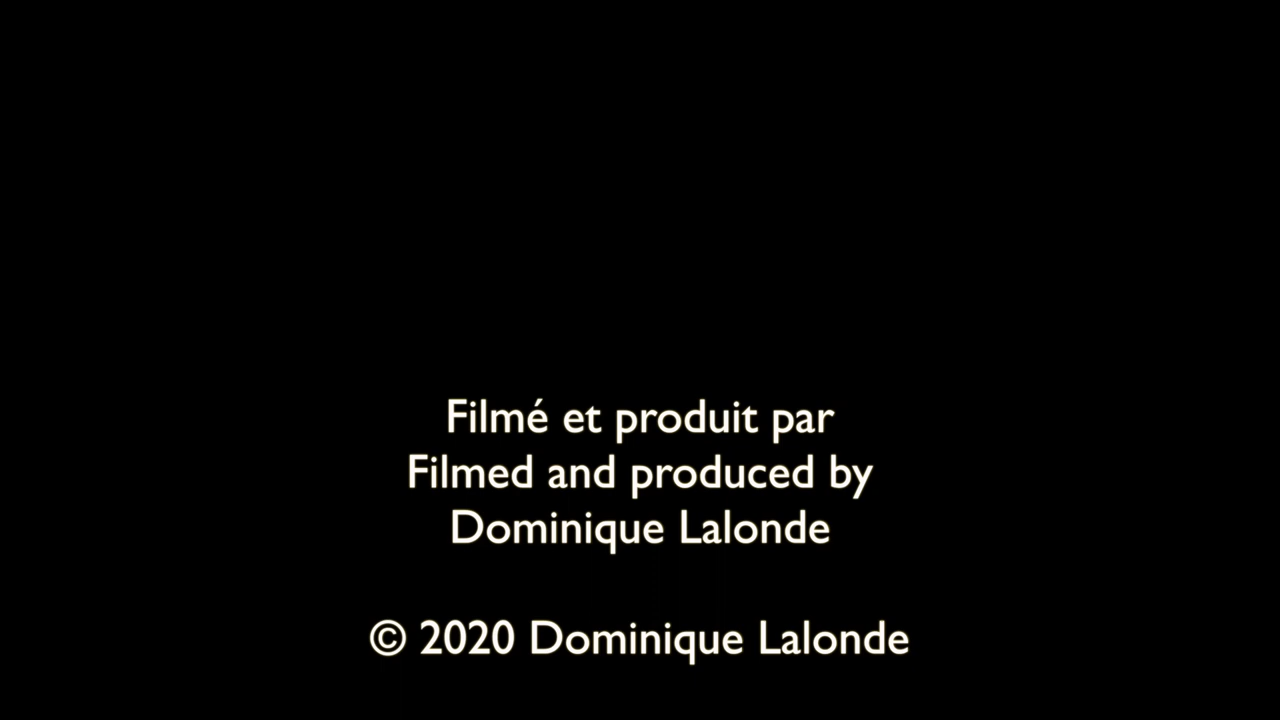 Filmé et produit par
Filmed and produced by
Dominique Lalonde
© 2020 Dominique Lalonde